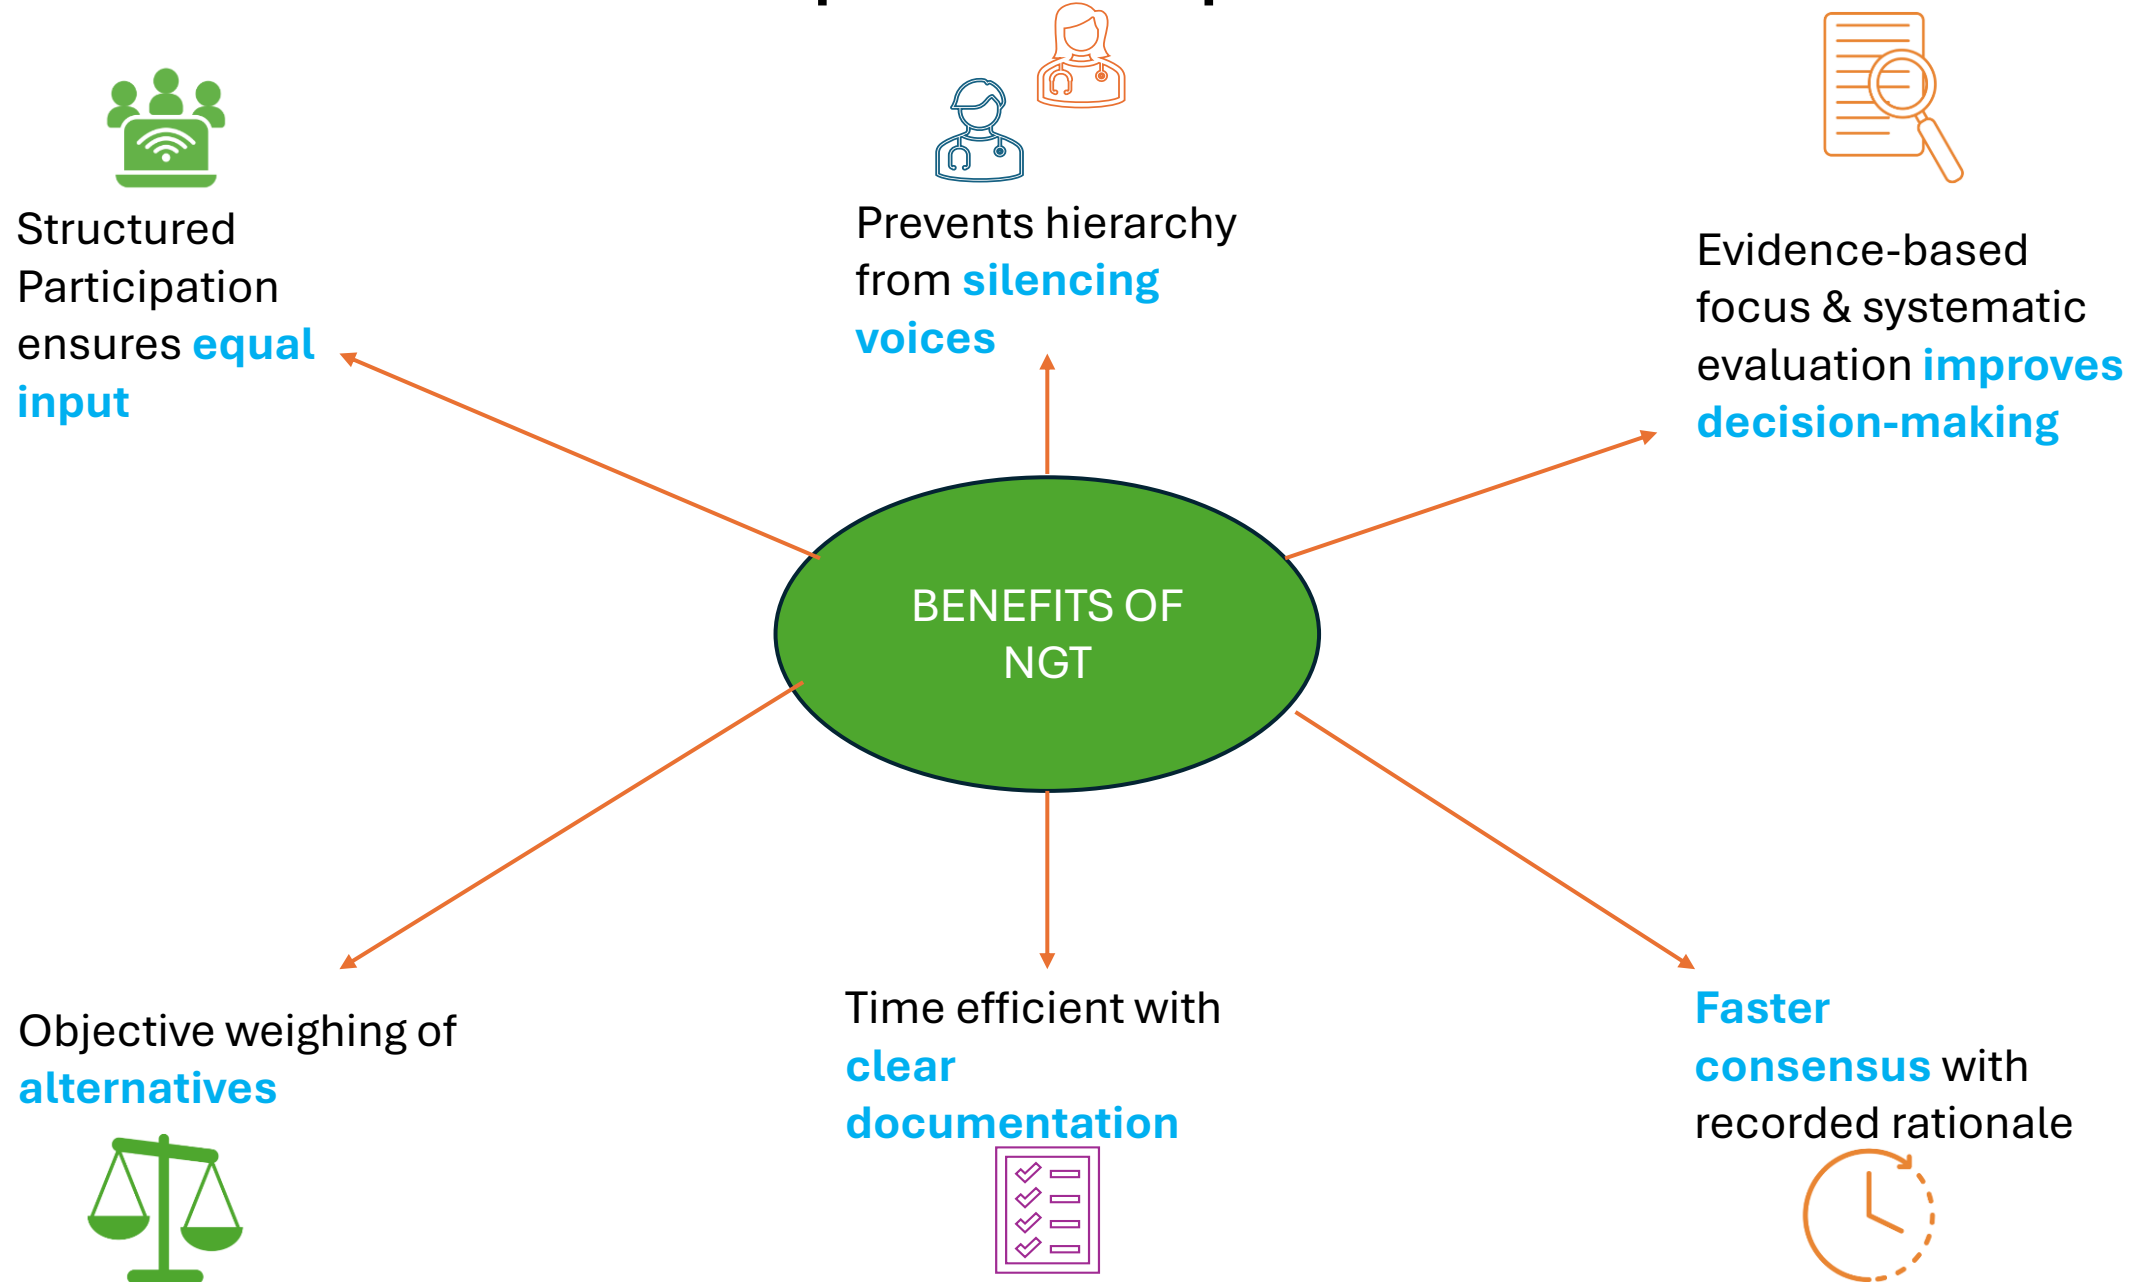 Structured
Participation
ensures equal
input
Prevents hierarchy
from silencing
voices
Evidence-based
focus & systematic
evaluation improves
decision-making
BENEFITS OF
NGT
Objective weighing of
alternatives
Time efficient with
clear
documentation
Faster
consensus with
recorded rationale